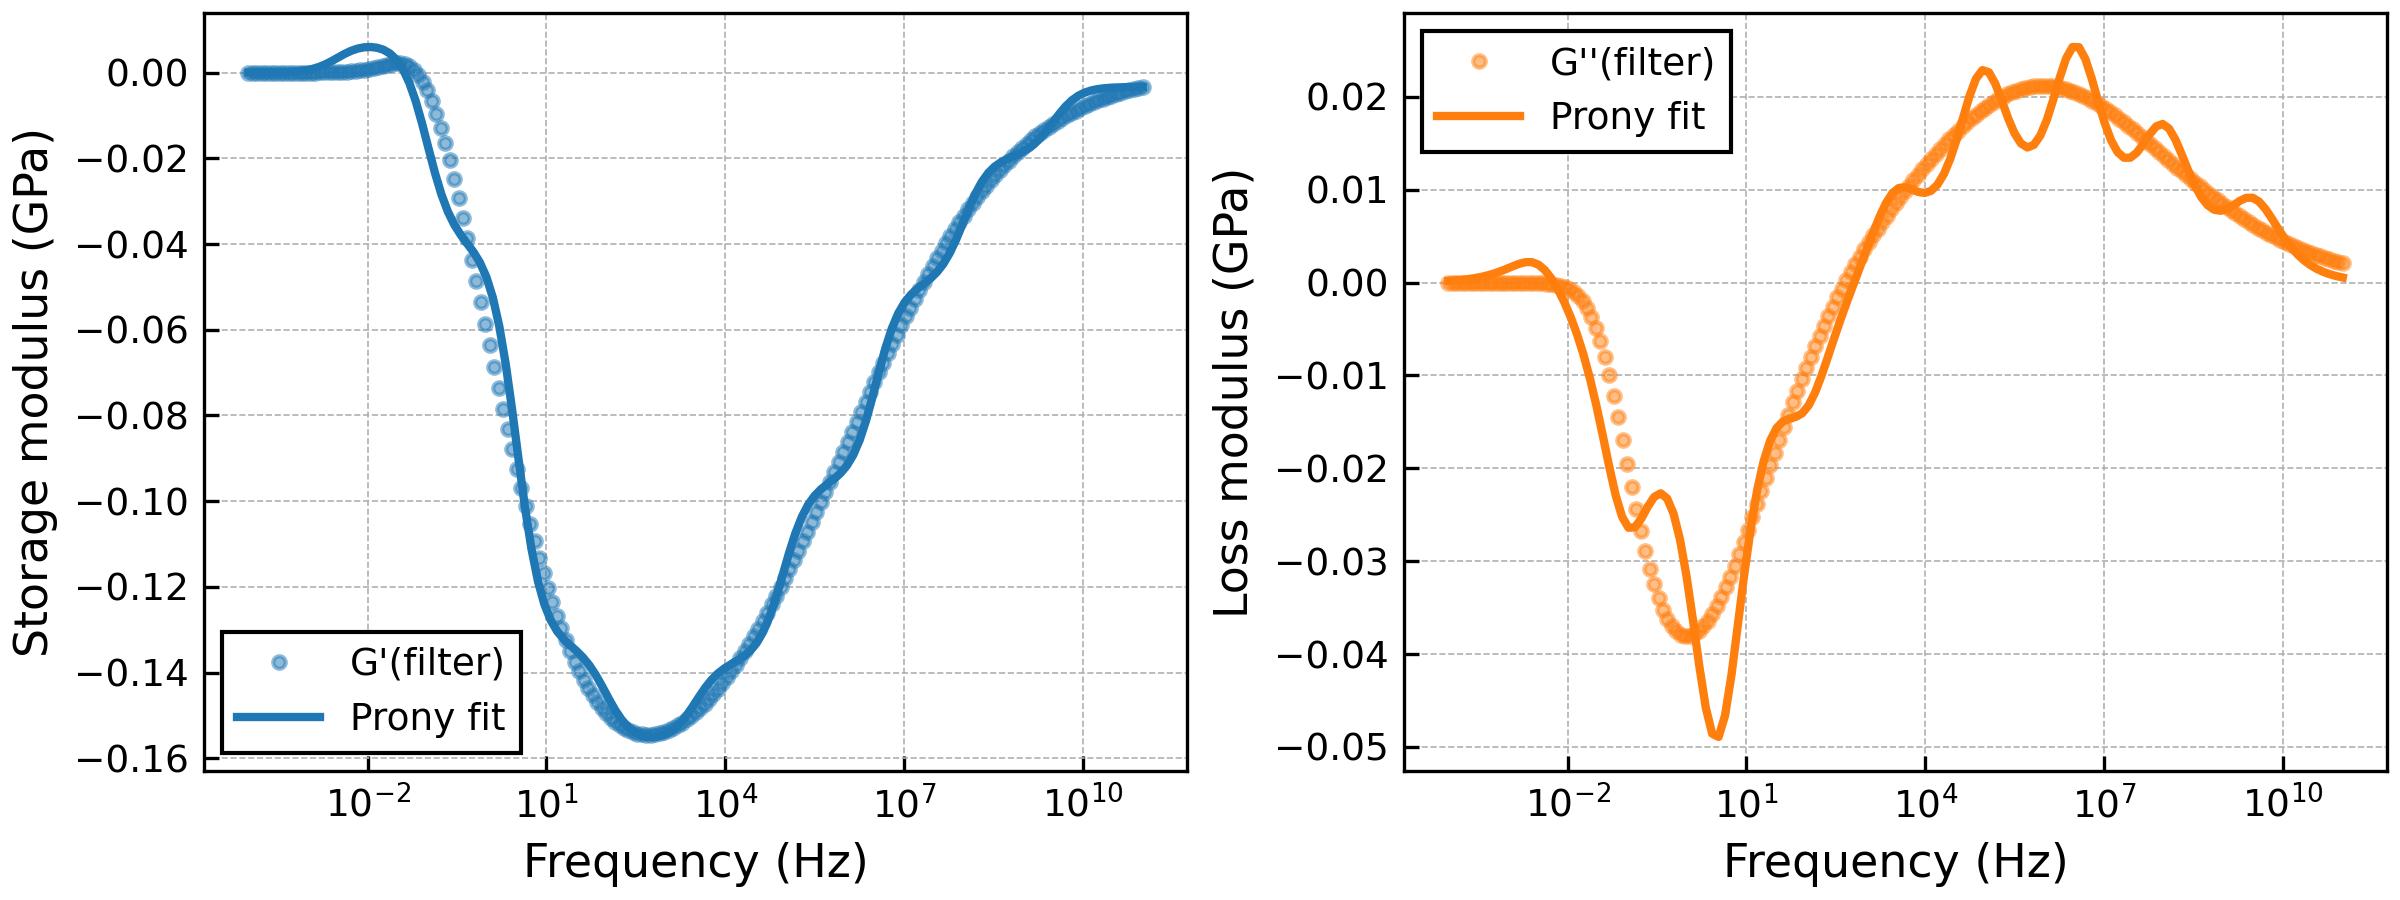 Storage modulus (GPa)
0.00
−0.02
−0.04
−0.06
−0.08
−0.10
−0.12
−0.14
−0.16
G'(filter)
Prony fit
10⁻² 10¹ 10⁴ 10⁷ 10¹⁰
Frequency (Hz)
Loss modulus (GPa)
0.02
0.01
0.00
−0.01
−0.02
−0.03
−0.04
−0.05
G''(filter)
Prony fit
10⁻² 10¹ 10⁴ 10⁷ 10¹⁰
Frequency (Hz)